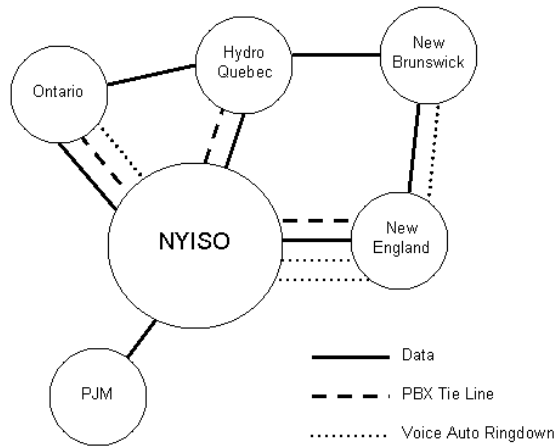 Hydro
Quebec
New
Brunswick
Ontario
NYISO
New
England
PJM
Data
PBX Tie Line
Voice Auto Ringdown